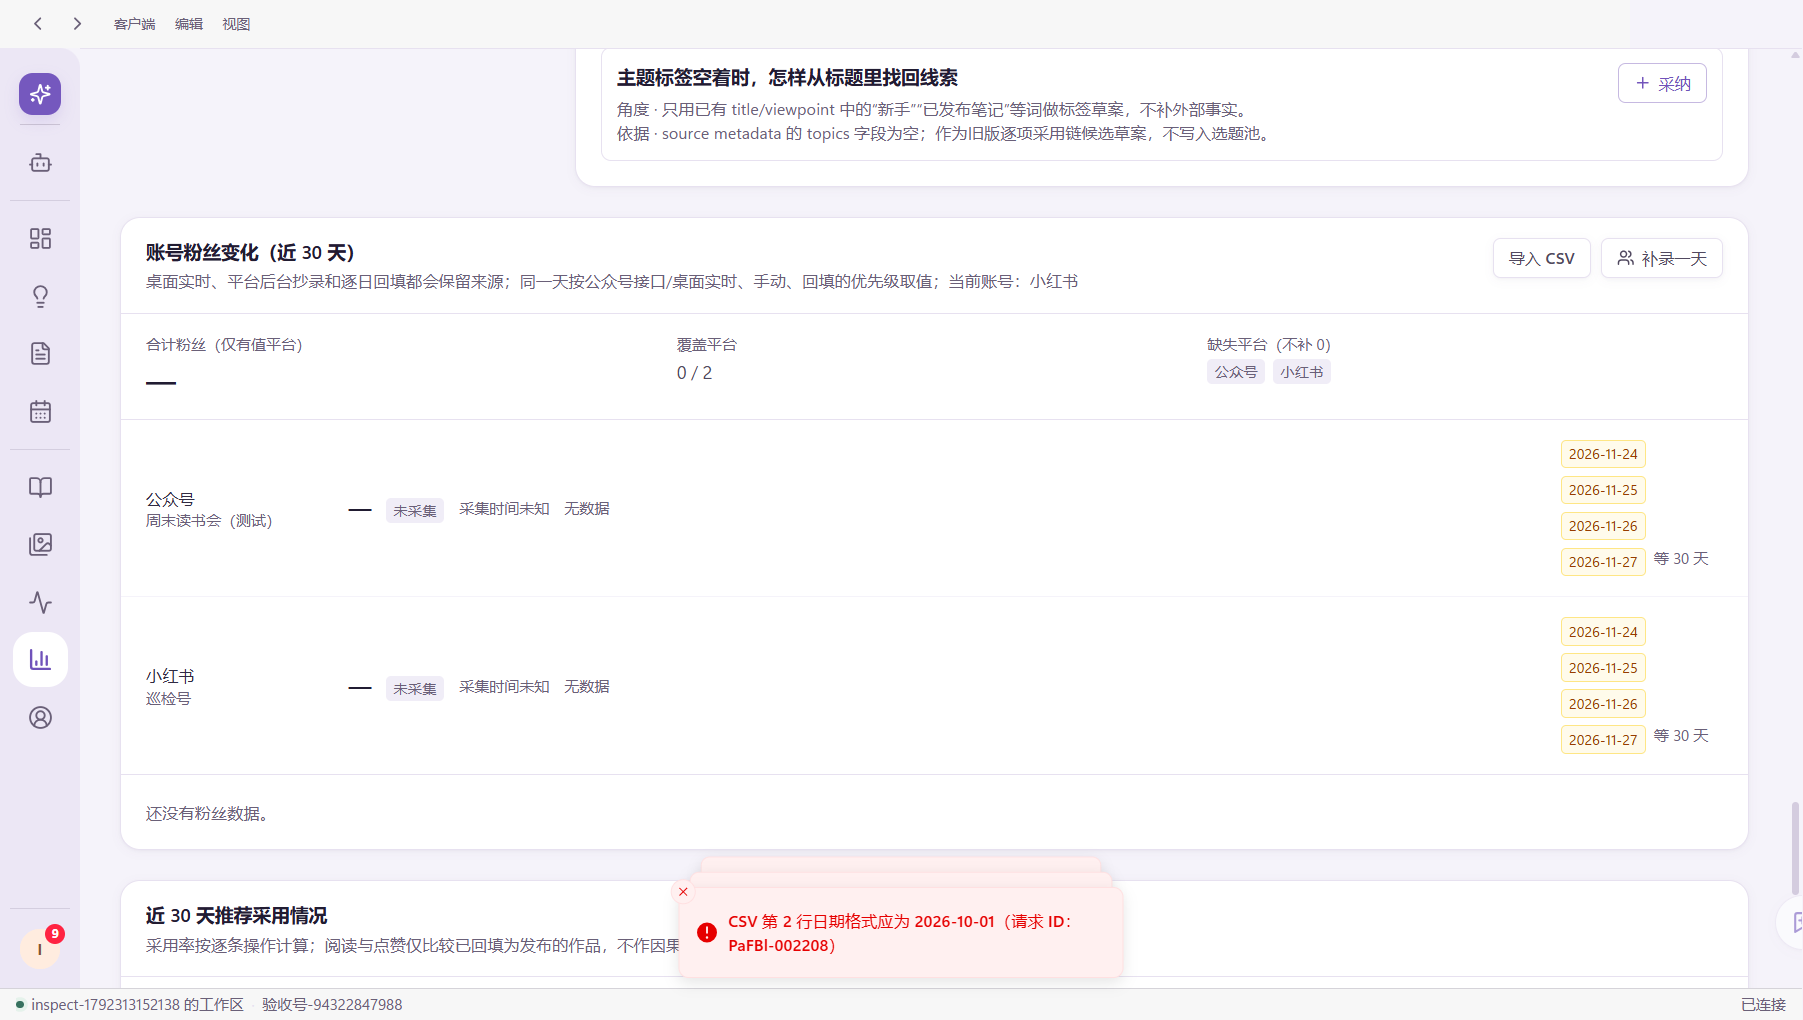 客户端 编辑 视图
主题标签空着时，怎样从标题里找回线索
采纳
角度 · 只用已有 title/viewpoint 中的“新手”“已发布笔记”等词做标签草案，不补外部事实。
依据 · source metadata 的 topics 字段为空；作为旧版逐项采用链候选草案，不写入选题池。
账号粉丝变化（近 30 天）
导入 CSV
补录一天
桌面实时、平台后台抄录和逐日回填都会保留来源；同一天按公众号接口/桌面实时、手动、回填的优先级取值；当前账号：小红书
合计粉丝（仅有值平台）
—
覆盖平台
0 / 2
缺失平台（不补 0）
公众号 小红书
公众号
周末读书会（测试）
— 未采集 采集时间未知 无数据
2026-11-24
2026-11-25
2026-11-26
2026-11-27 等 30 天
小红书
巡检号
— 未采集 采集时间未知 无数据
2026-11-24
2026-11-25
2026-11-26
2026-11-27 等 30 天
还没有粉丝数据。
近 30 天推荐采用情况
采用率按逐条操作计算；阅读与点赞仅比较已回填为发布的作品，不作因果
CSV 第 2 行日期格式应为 2026-10-01（请求 ID：
PaFBl-002208）
9
I
inspect-1792313152138 的工作区 验收号-94322847988
已连接